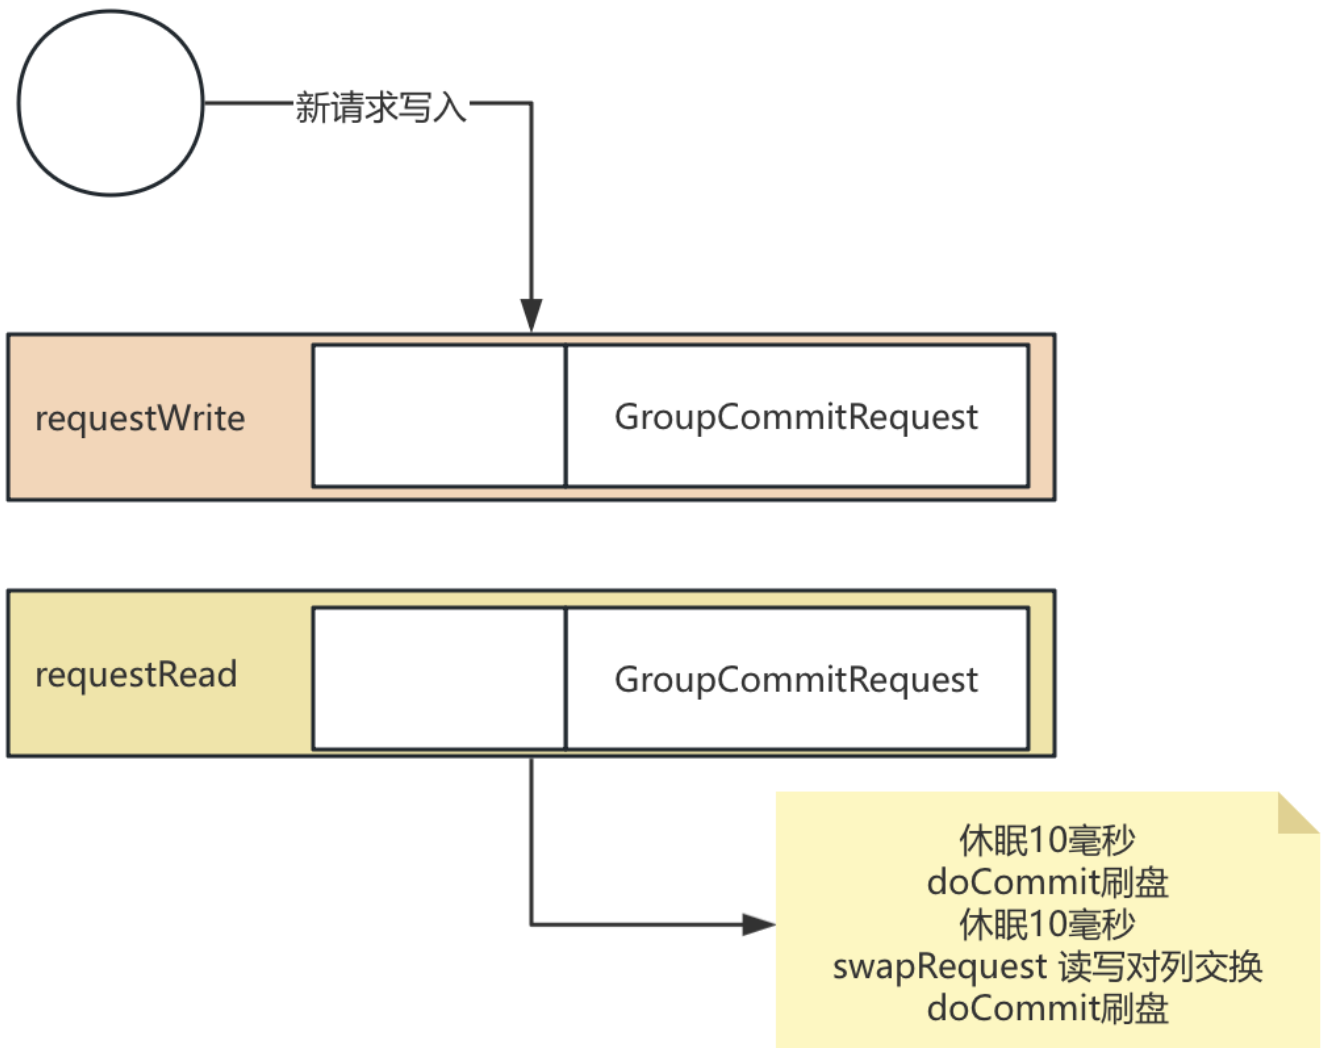 新请求写入
requestWrite
GroupCommitRequest
requestRead
GroupCommitRequest
休眠10毫秒
doCommit刷盘
休眠10毫秒
swapRequest 读写对列交换
doCommit刷盘